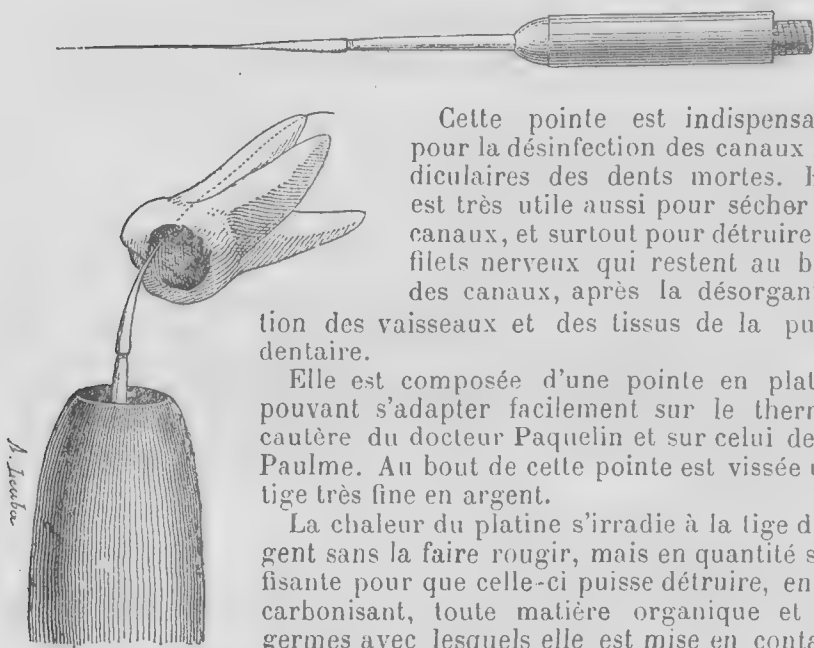 Cette pointe est indispensa
pour la désinfection des canaux
diculaires des dents mortes.
est très utile aussi pour sécher
canaux, et surtout pour détruire
filets nerveux qui restent au b
des canaux, après la désorgan
tion des vaisseaux et des tissus de la pu
dentaire.
Elle est composée d'une pointe en plat
pouvant s'adapter facilement sur le therm
cautère du docteur Paquelin et sur celui de
Paulme. Au bout de cette pointe est vissée u
tige très fine en argent.
La chaleur du platine s'irradie à la tige d
gent sans la faire rougir, mais en quantité s
fisante pour que celle-ci puisse détruire, en
carbonisant, toute matière organique et
germes avec lesquels elle est mise en conta